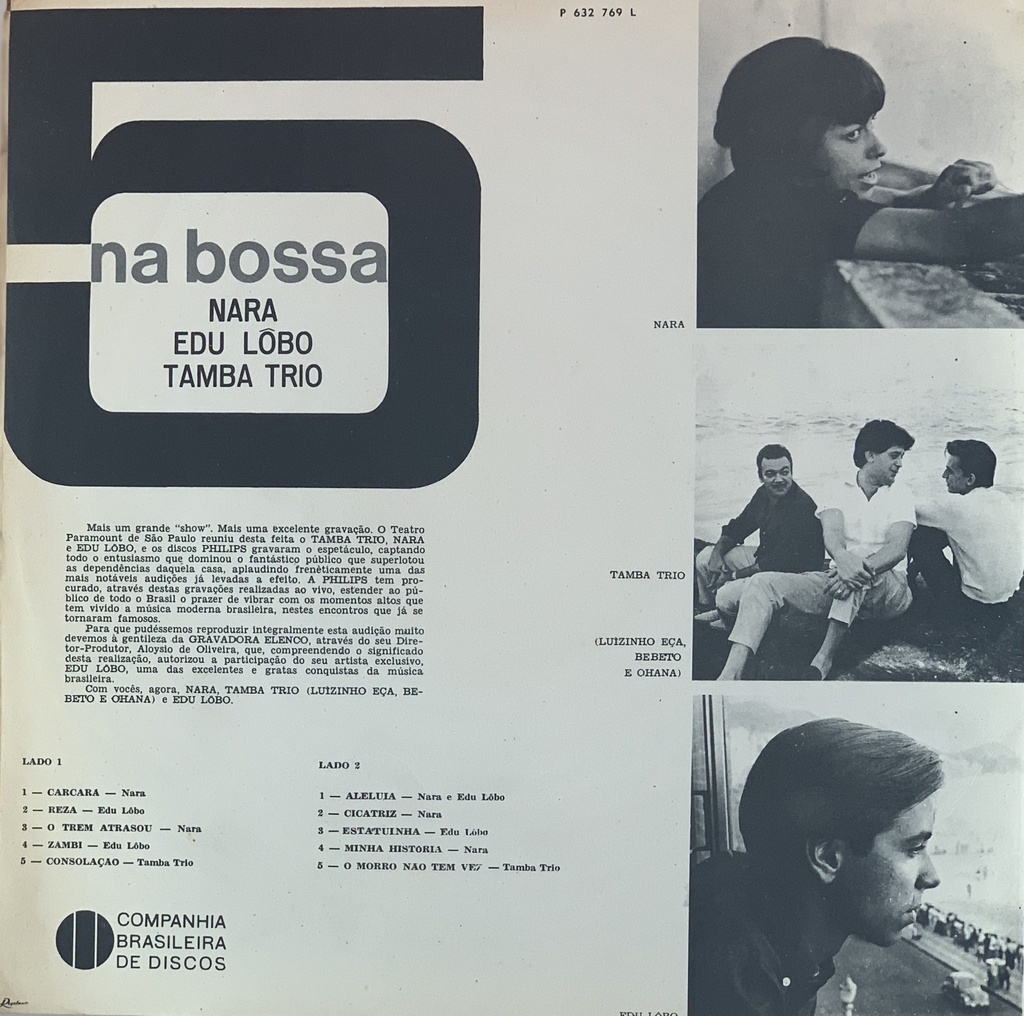 P 632 769 L
5
na bossa
NARA
EDU LÔBO
TAMBA TRIO
NARA
Mais um grande "show". Mais uma excelente gravação. O Teatro
Paramount de São Paulo reuniu desta feita o TAMBA TRIO, NARA
e EDU LÔBO, e os discos PHILIPS gravaram o espetáculo, captando
todo o entusiasmo que dominou o fantástico público que superlotou
as dependências daquela casa, aplaudindo frenèticamente uma das
mais notáveis audições já levadas a efeito. A PHILIPS tem pro-
curado, através destas gravações realizadas ao vivo, estender ao pú-
blico de todo o Brasil o prazer de vibrar com os momentos altos que
tem vivido a música moderna brasileira, nestes encontros que já se
tornaram famosos.
Para que pudéssemos reproduzir integralmente esta audição muito
devemos à gentileza da GRAVADORA ELENCO, através do seu Dire-
tor-Produtor, Aloysio de Oliveira, que, compreendendo o significado
desta realização, autorizou a participação do seu artista exclusivo,
EDU LÔBO, uma das excelentes e gratas conquistas da música
brasileira.
Com vocês, agora, NARA, TAMBA TRIO (LUÍZINHO EÇA, BE-
BETO E OHANA) e EDU LÔBO.
TAMBA TRIO
(LUÍZINHO EÇA,
BEBETO
E OHANA)
LADO 1
1 — CARCARA — Nara
2 — REZA — Edu Lôbo
3 — O TREM ATRASOU — Nara
4 — ZAMBI — Edu Lôbo
5 — CONSOLAÇÃO — Tamba Trio
LADO 2
1 — ALELUIA — Nara e Edu Lôbo
2 — CICATRIZ — Nara
3 — ESTATUINHA — Edu Lôbo
4 — MINHA HISTÓRIA — Nara
5 — O MORRO NÃO TEM VEZ — Tamba Trio
COMPANHIA
BRASILEIRA
DE DISCOS
EDU LÔBO